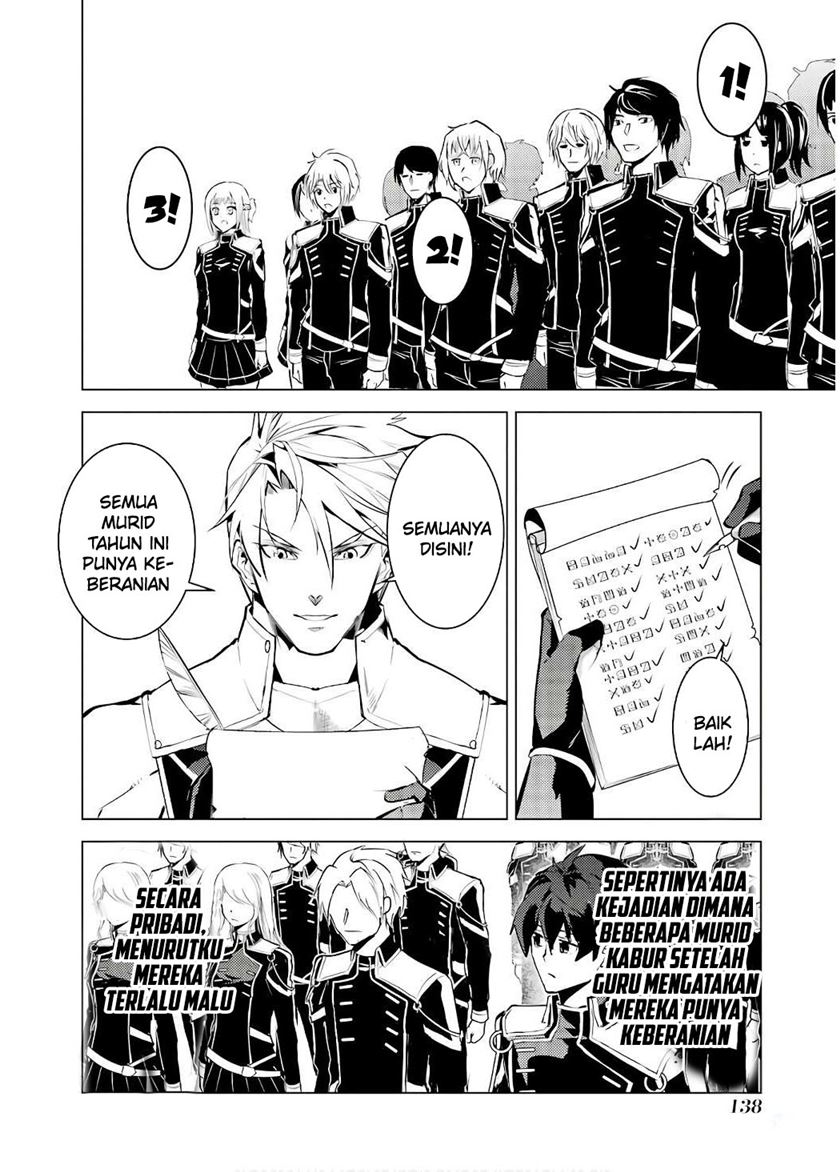 1!
2!
3!
BAIK
LAH!
SEMUANYA
DISINI!
SEMUA
MURID
TAHUN INI
PUNYA KE-
BERANIAN
SEPERTINYA ADA
KEJADIAN DIMANA
BEBERAPA MURID
KABUR SETELAH
GURU MENGATAKAN
MEREKA PUNYA
KEBERANIAN
SECARA
PRIBADI,
MENURUTKU
MEREKA
TERLALU MALU
138